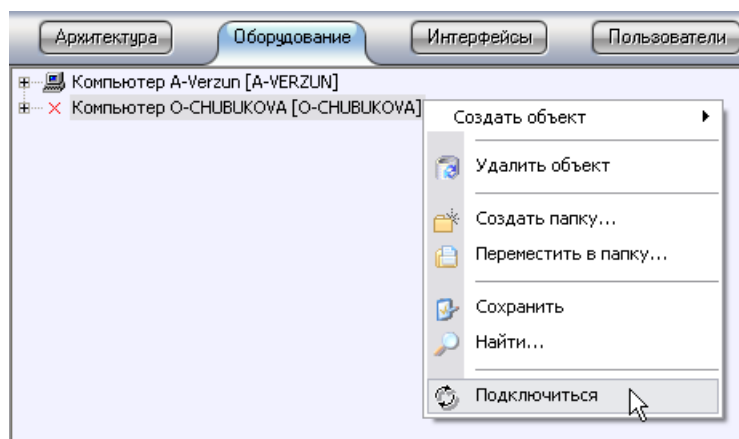 Архитектура Оборудование Интерфейсы Пользователи
Компьютер A-Verzun [A-VERZUN]
Компьютер O-CHUBUKOVA [O-CHUBUKOVA]
Создать объект
Удалить объект
Создать папку...
Переместить в папку...
Сохранить
Найти...
Подключиться